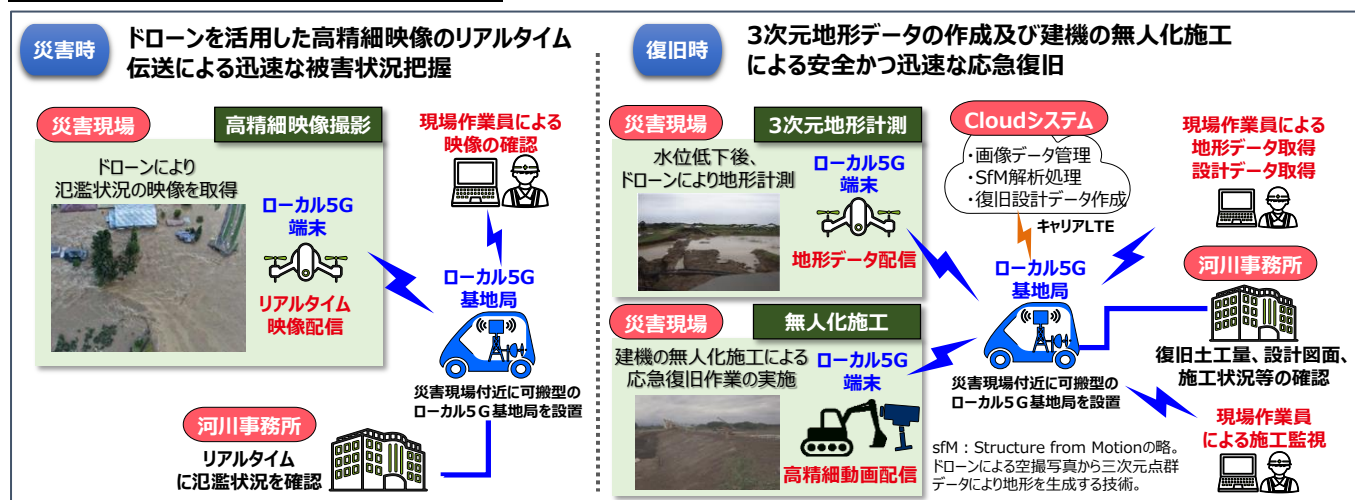 災害時
ドローンを活用した高精細映像のリアルタイム
伝送による迅速な被害状況把握
災害現場
高精細映像撮影
ドローンにより
氾濫状況の映像を取得
ローカル5G
端末
リアルタイム
映像配信
現場作業員による
映像の確認
ローカル5G
基地局
災害現場付近に可搬型の
ローカル5G基地局を設置
河川事務所
リアルタイム
に氾濫状況を確認
復旧時
3次元地形データの作成及び建機の無人化施工
による安全かつ迅速な応急復旧
災害現場
3次元地形計測
水位低下後、
ドローンにより地形計測
ローカル5G
端末
地形データ配信
災害現場
無人化施工
建機の無人化施工による
応急復旧作業の実施
ローカル5G
端末
高精細動画配信
Cloudシステム
・画像データ管理
・SfM解析処理
・復旧設計データ作成
キャリアLTE
ローカル5G
基地局
災害現場付近に可搬型の
ローカル5G基地局を設置
現場作業員による
地形データ取得
設計データ取得
河川事務所
復旧土工量、設計図面、
施工状況等の確認
現場作業員
による施工監視
sfM：Structure from Motionの略。
ドローンによる空撮写真から三次元点群
データにより地形を生成する技術。